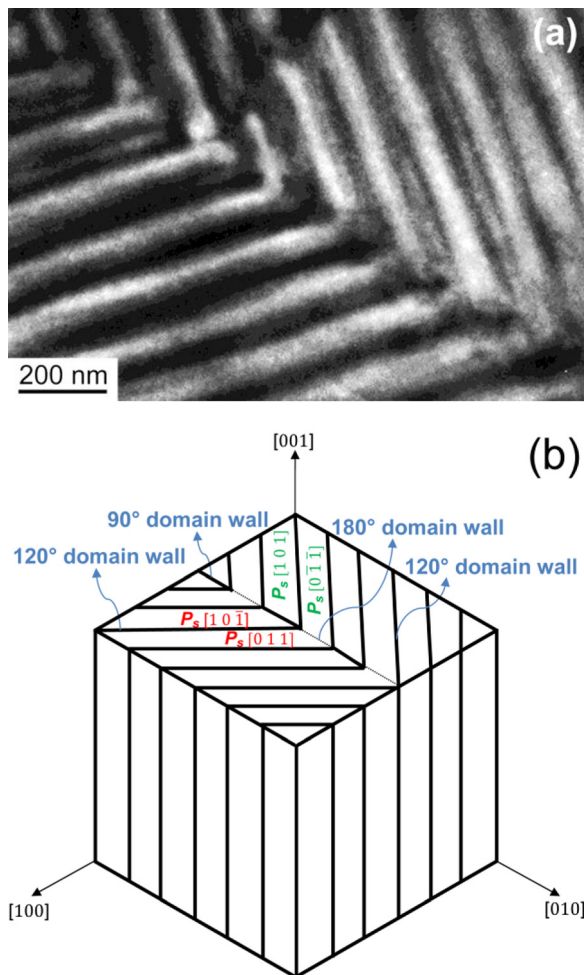 (a)
200 nm
(b)
[001]
90° domain wall
180° domain wall
120° domain wall
120° domain wall
Pₛ [1 0 1]
Pₛ [0 1̄ 1̄]
Pₛ [1 0 1̄]
Pₛ [0 1 1]
[100]
[010]